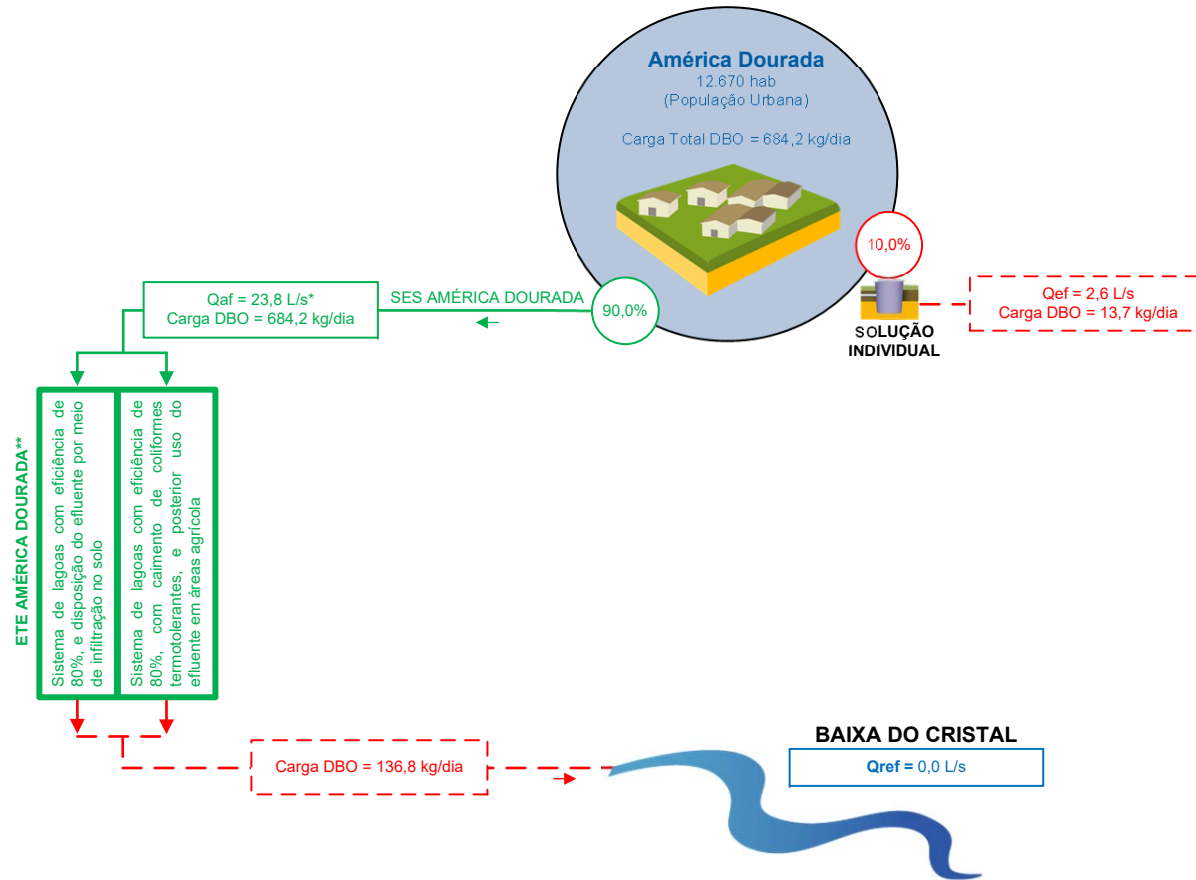 América Dourada
12.670 hab
(População Urbana)
Carga Total DBO = 684,2 kg/dia
10,0%
Qef = 2,6 L/s
Carga DBO = 13,7 kg/dia
SOLUÇÃO
INDIVIDUAL
90,0%
SES AMÉRICA DOURADA
Qaf = 23,8 L/s*
Carga DBO = 684,2 kg/dia
ETE AMÉRICA DOURADA**
Sistema de lagoas com eficiência de
80%, e disposição do efluente por meio
de infiltração no solo
Sistema de lagoas com eficiência de
80%, com caimento de coliformes
termotolerantes, e posterior uso do
efluente em áreas agrícola
Carga DBO = 136,8 kg/dia
BAIXA DO CRISTAL
Qref = 0,0 L/s